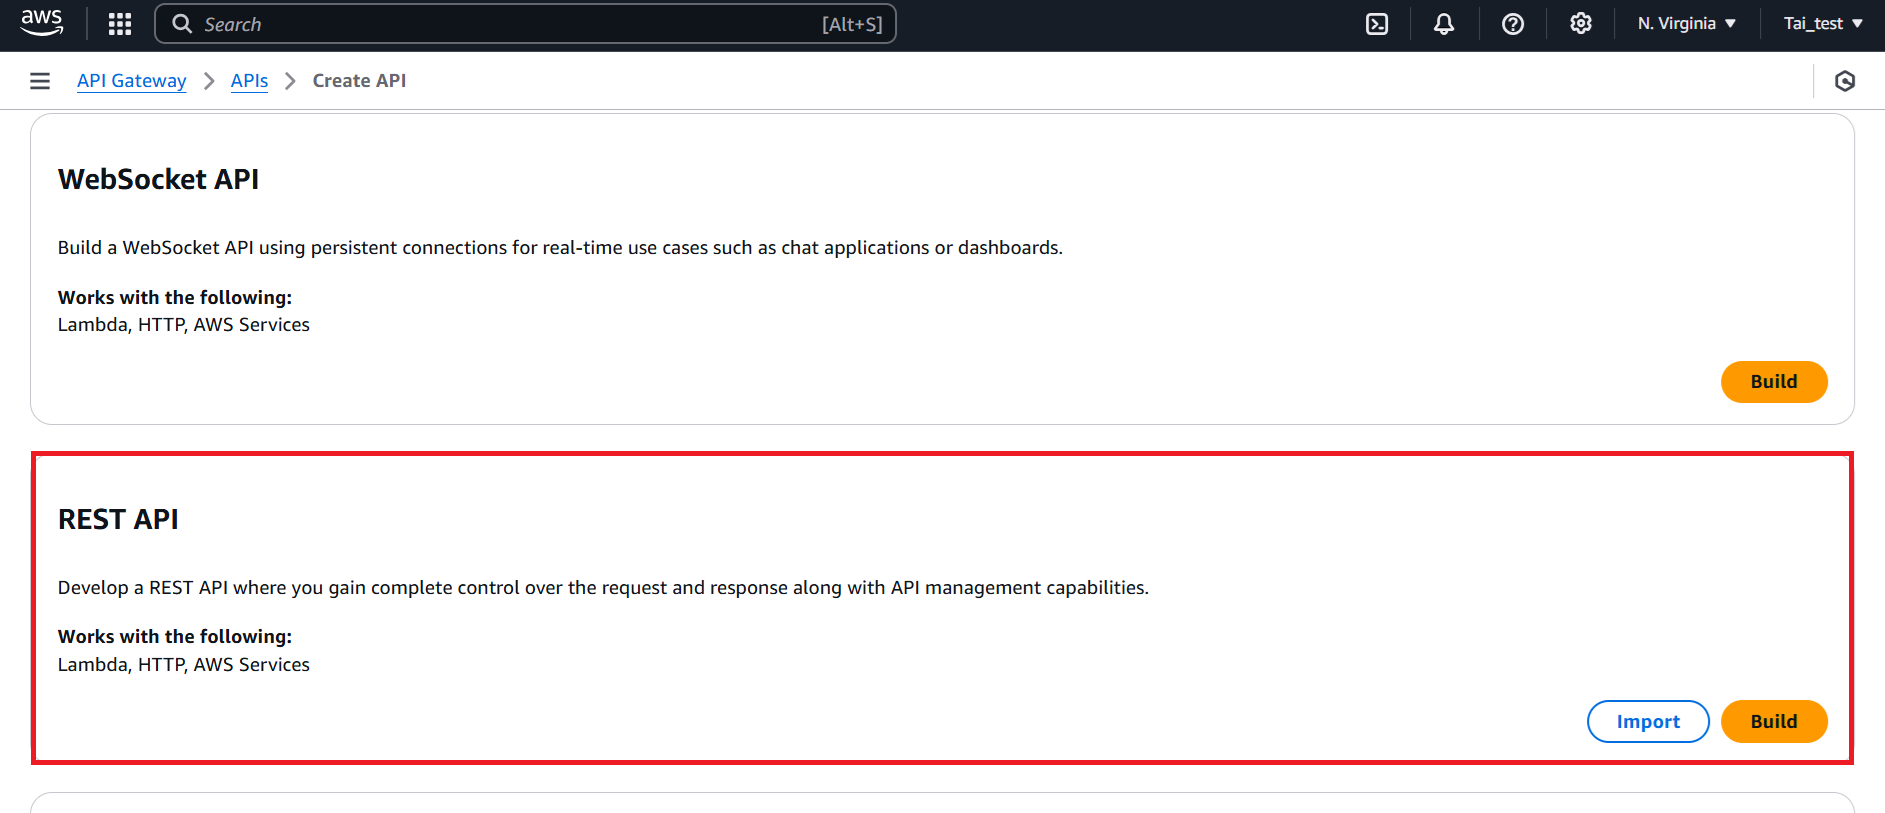 aws
Search [Alt+S]
N. Virginia
Tai_test
API Gateway > APIs > Create API
WebSocket API
Build a WebSocket API using persistent connections for real-time use cases such as chat applications or dashboards.
Works with the following:
Lambda, HTTP, AWS Services
Build
REST API
Develop a REST API where you gain complete control over the request and response along with API management capabilities.
Works with the following:
Lambda, HTTP, AWS Services
Import
Build